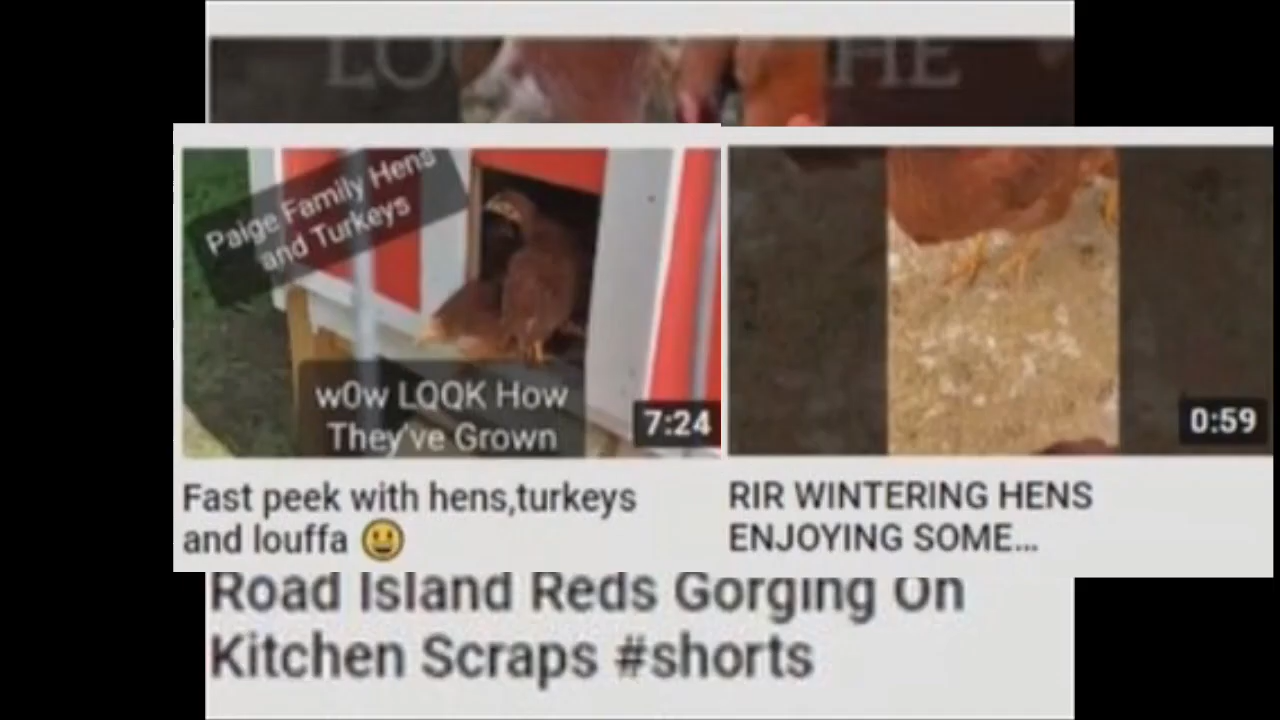 Paige Family Hens
and Turkeys
w0w LQQK How
They've Grown
7:24
0:59
Fast peek with hens,turkeys
and louffa 😀
RIR WINTERING HENS
ENJOYING SOME...
Road Island Reds Gorging On
Kitchen Scraps #shorts